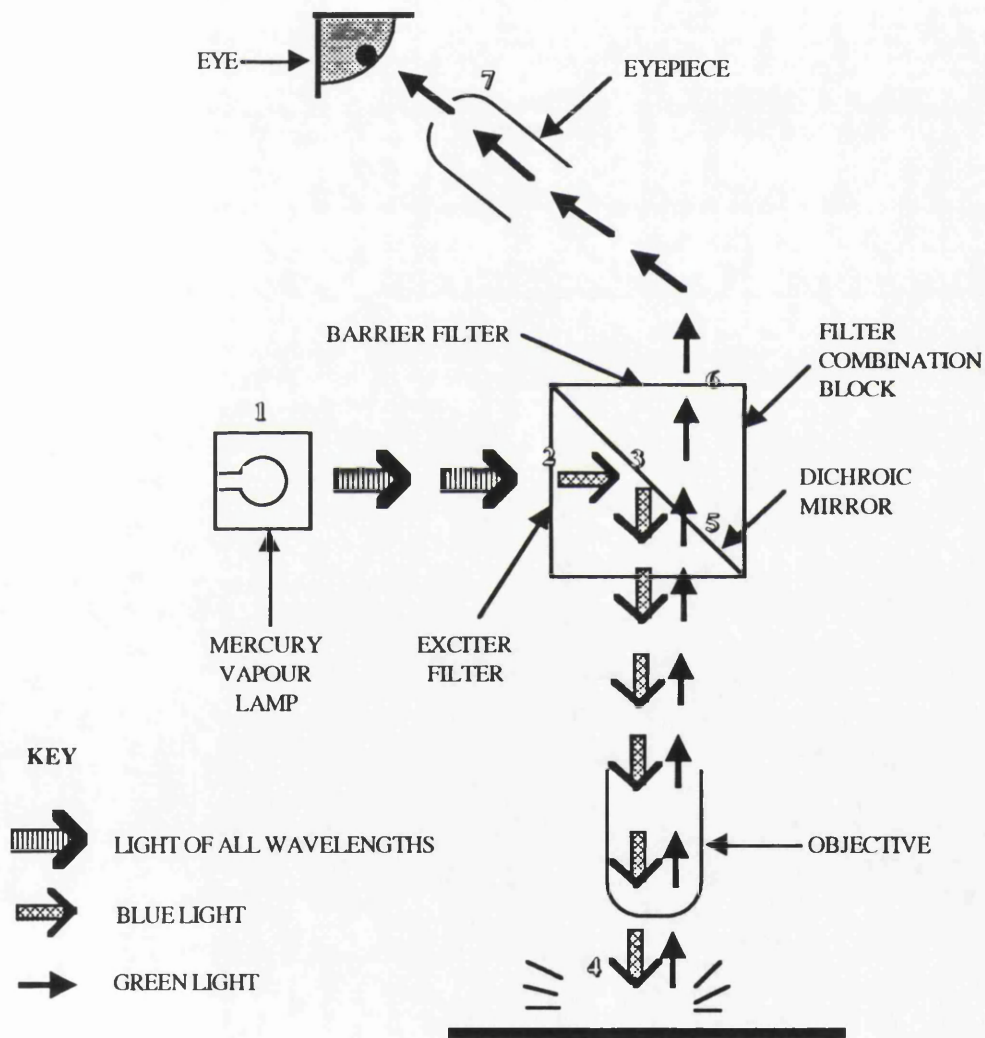 EYE
7
EYEPIECE
BARRIER FILTER
FILTER
COMBINATION
BLOCK
6
1
2
3
DICHROIC
MIRROR
5
MERCURY
VAPOUR
LAMP
EXCITER
FILTER
KEY
LIGHT OF ALL WAVELENGTHS
OBJECTIVE
BLUE LIGHT
4
GREEN LIGHT